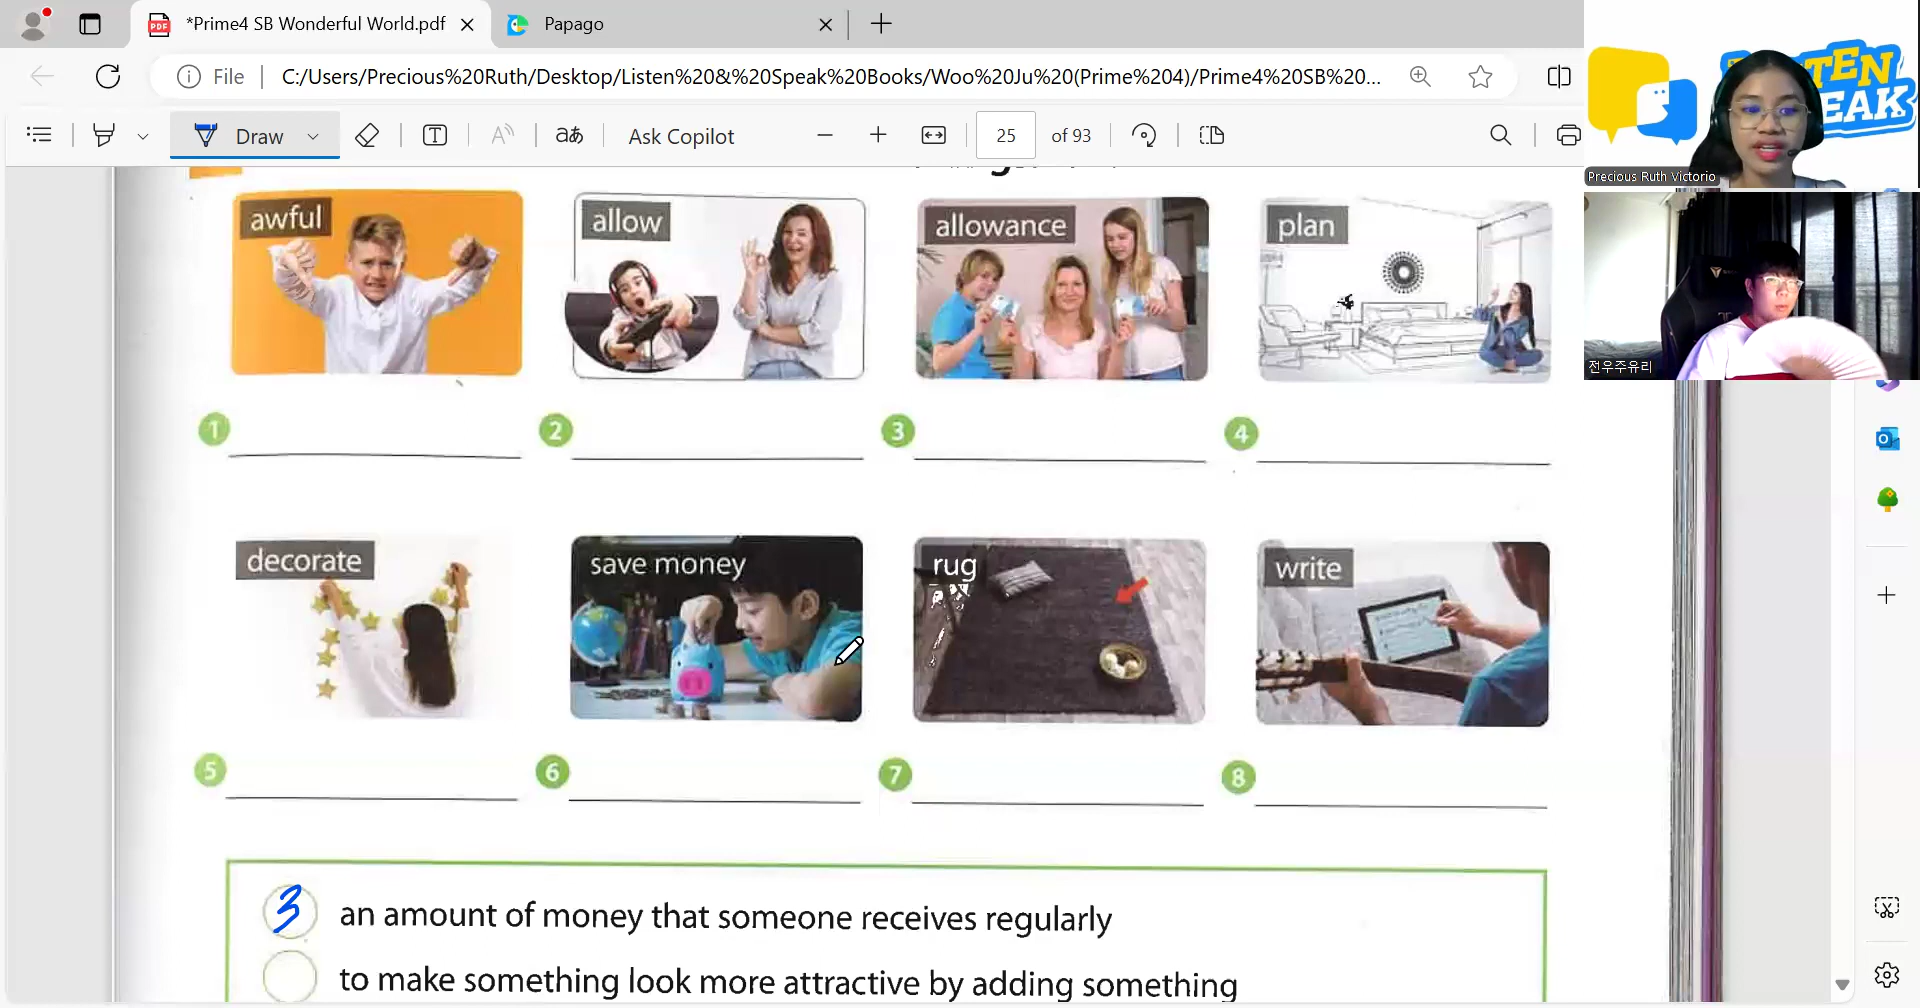 *Prime4 SB Wonderful World.pdf
Papago
File
C:/Users/Precious%20Ruth/Desktop/Listen%20&%20Speak%20Books/Woo%20Ju%20(Prime%204)/Prime4%20SB%20...
Draw
Ask Copilot
25 of 93
Precious Ruth Victorio
전우주유리
awful
allow
allowance
plan
1
2
3
4
decorate
save money
rug
write
5
6
7
8
3 an amount of money that someone receives regularly
to make something look more attractive by adding something